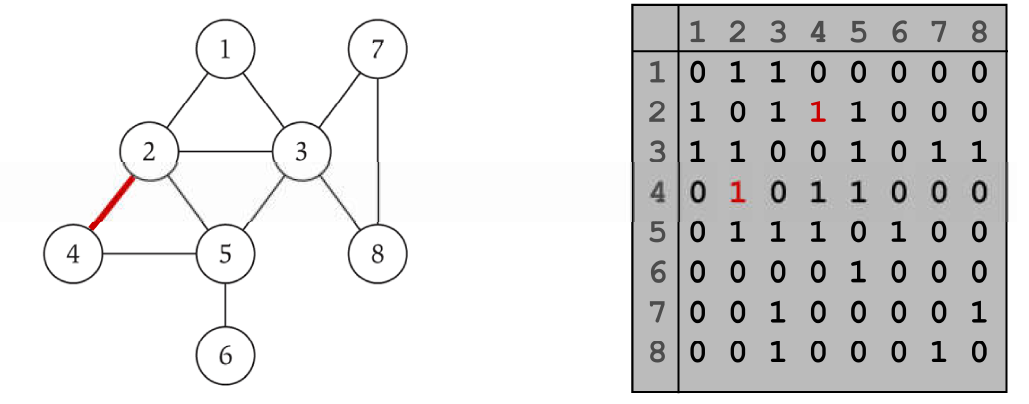 1 7
2 3
4 5 8
6
1 2 3 4 5 6 7 8
1 0 1 1 0 0 0 0 0
2 1 0 1 1 1 0 0 0
3 1 1 0 0 1 0 1 1
4 0 1 0 1 1 0 0 0
5 0 1 1 1 0 1 0 0
6 0 0 0 0 1 0 0 0
7 0 0 1 0 0 0 0 1
8 0 0 1 0 0 0 1 0